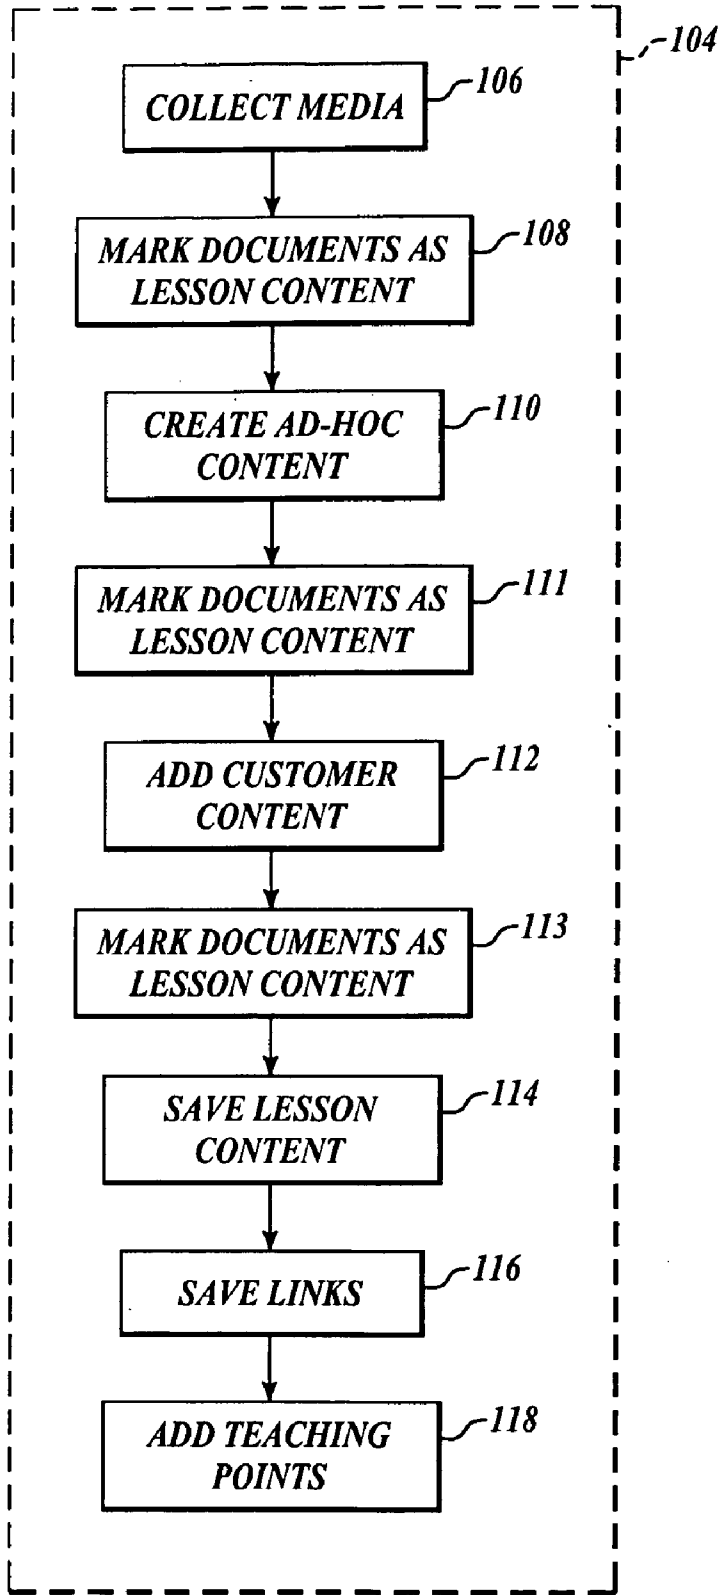 104
COLLECT MEDIA
106
MARK DOCUMENTS AS
LESSON CONTENT
108
CREATE AD-HOC
CONTENT
110
MARK DOCUMENTS AS
LESSON CONTENT
111
ADD CUSTOMER
CONTENT
112
MARK DOCUMENTS AS
LESSON CONTENT
113
SAVE LESSON
CONTENT
114
SAVE LINKS
116
ADD TEACHING
POINTS
118